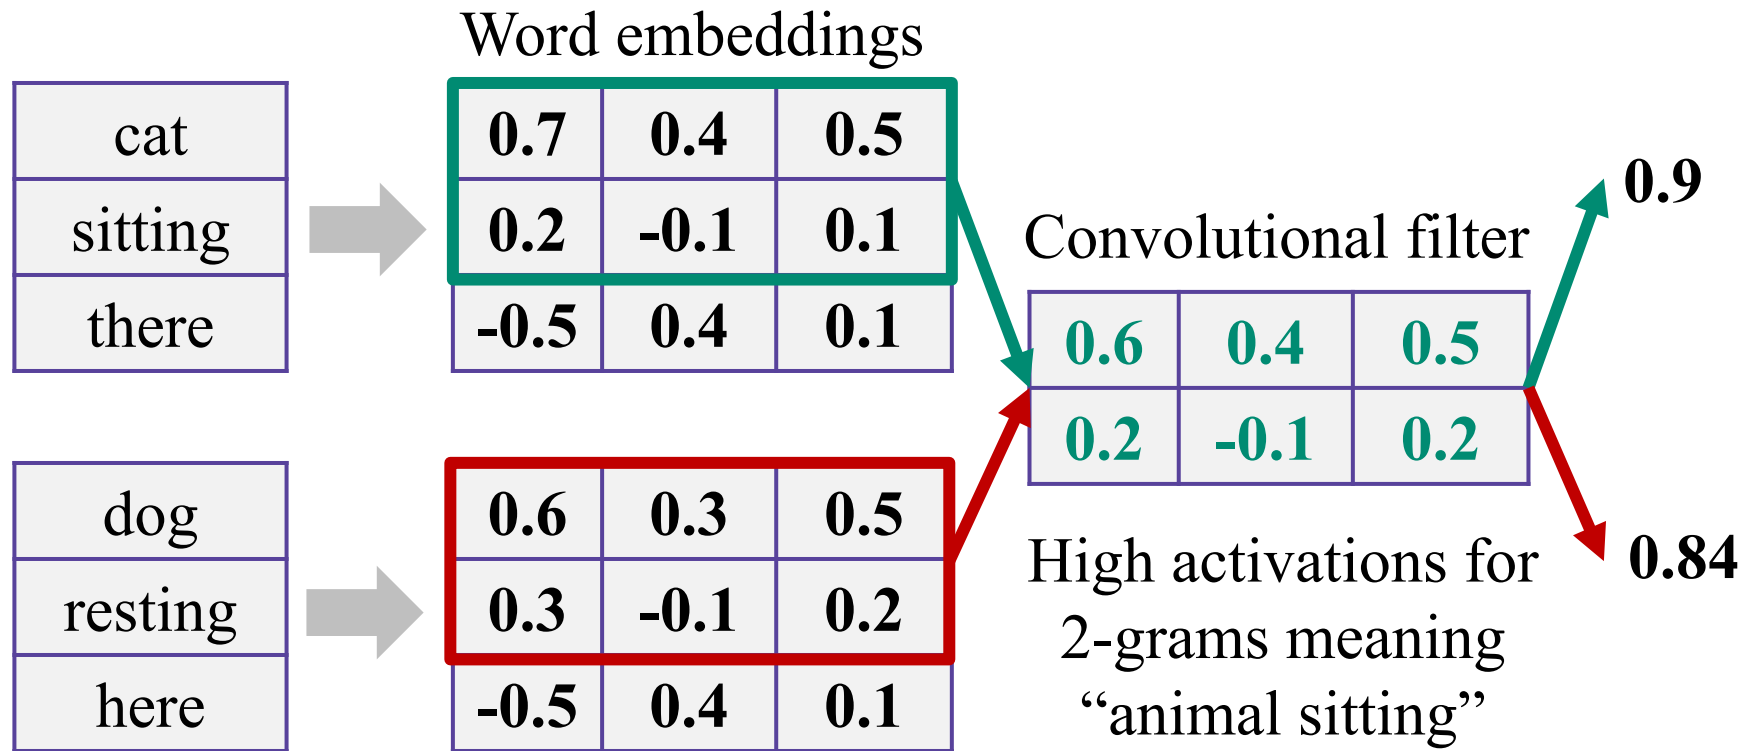 Word embeddings
cat
sitting
there
0.7 0.4 0.5
0.2 -0.1 0.1
-0.5 0.4 0.1
dog
resting
here
0.6 0.3 0.5
0.3 -0.1 0.2
-0.5 0.4 0.1
Convolutional filter
0.6 0.4 0.5
0.2 -0.1 0.2
High activations for
2-grams meaning
“animal sitting”
0.9
0.84